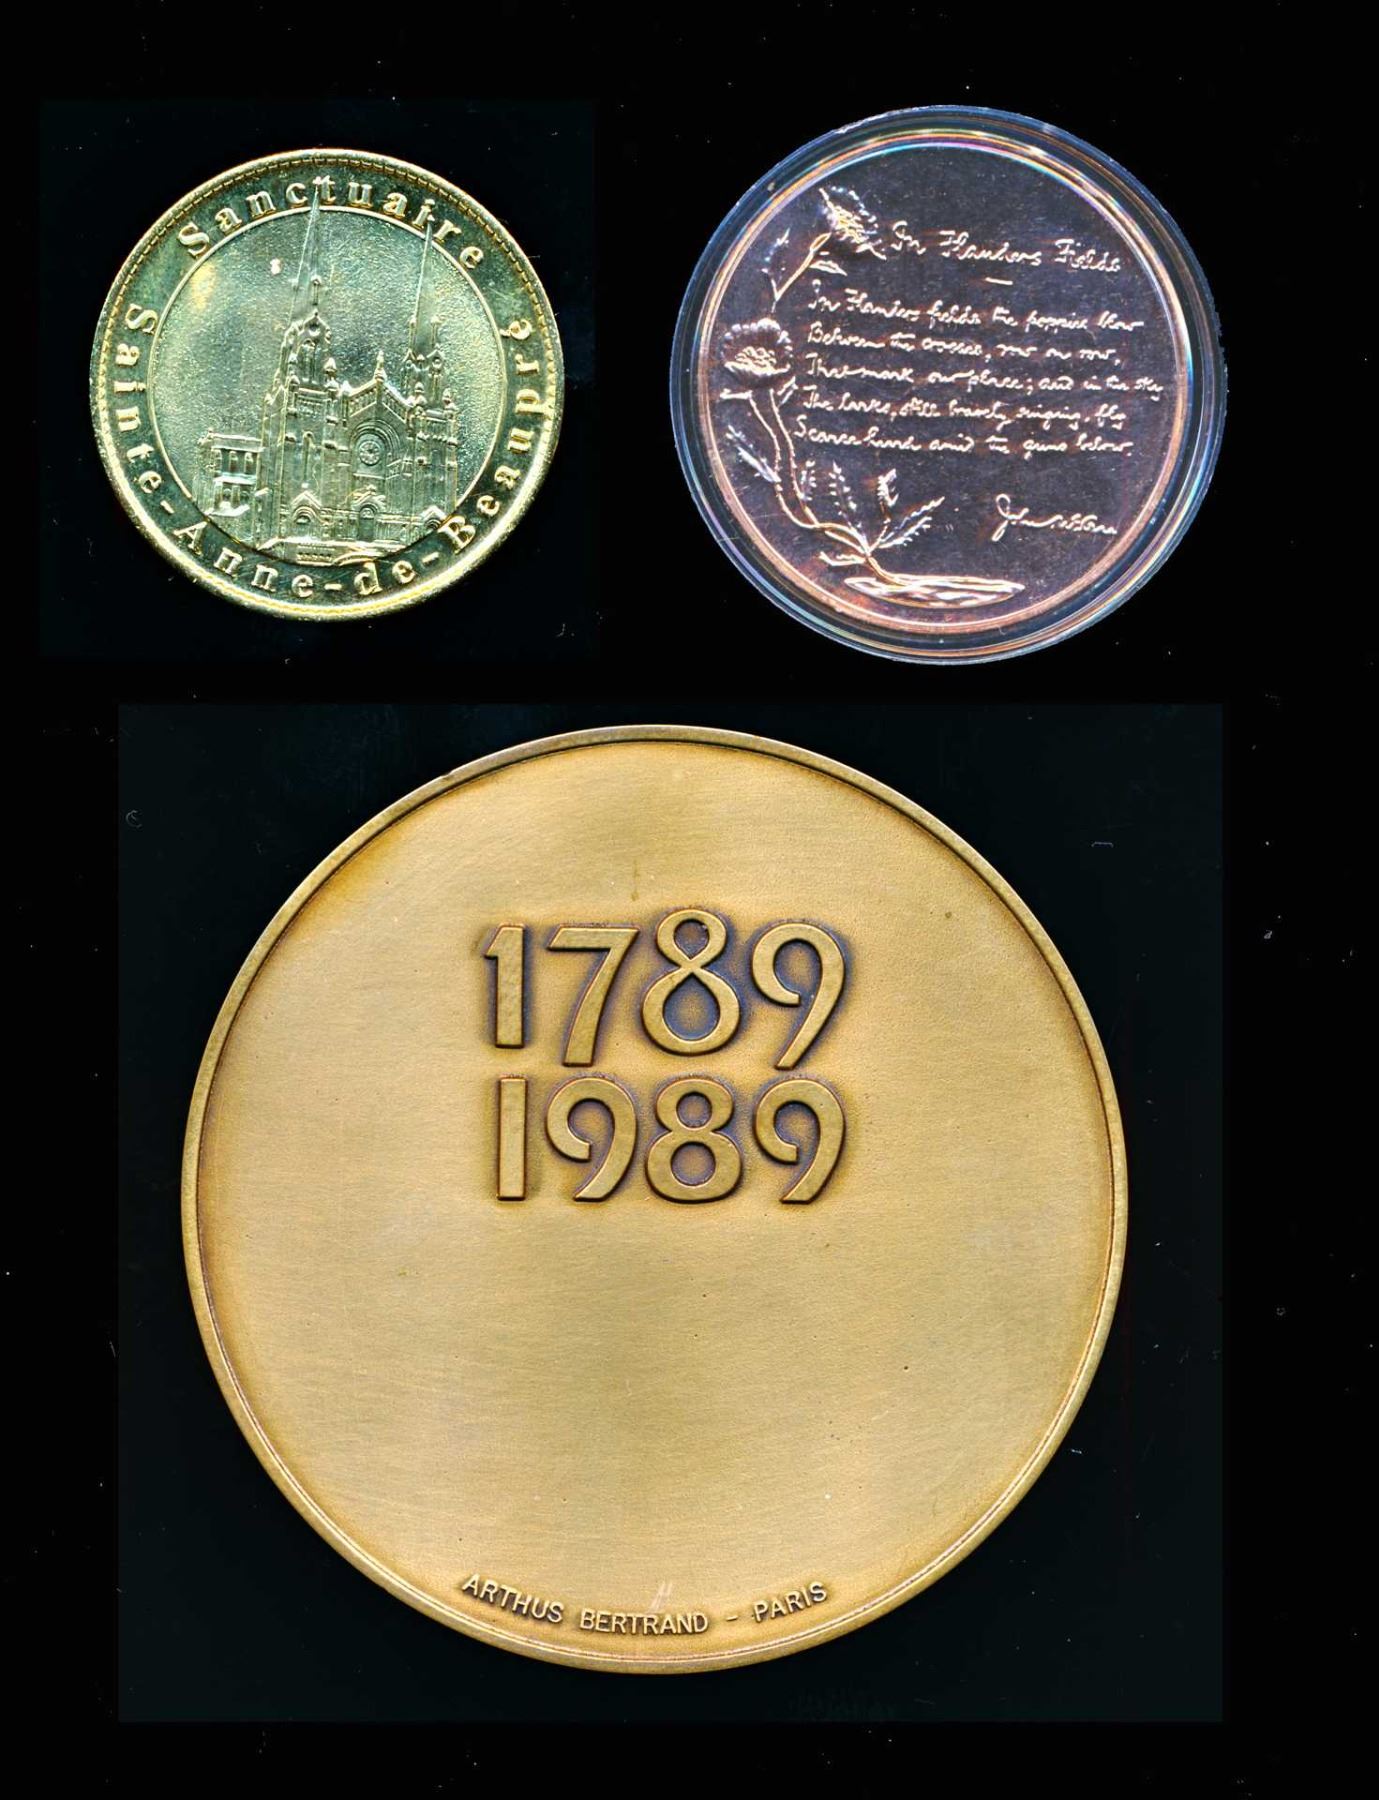 Sanctuaire
Sainte-Anne-de-Beaupré
In Flanders Fields
In Flanders fields the poppies blow
Between the crosses, row on row,
That mark our place; and in the sky
The larks, still bravely singing, fly
Scarce heard amid the guns below.
John McCrae
1789
1989
ARTHUS BERTRAND - PARIS